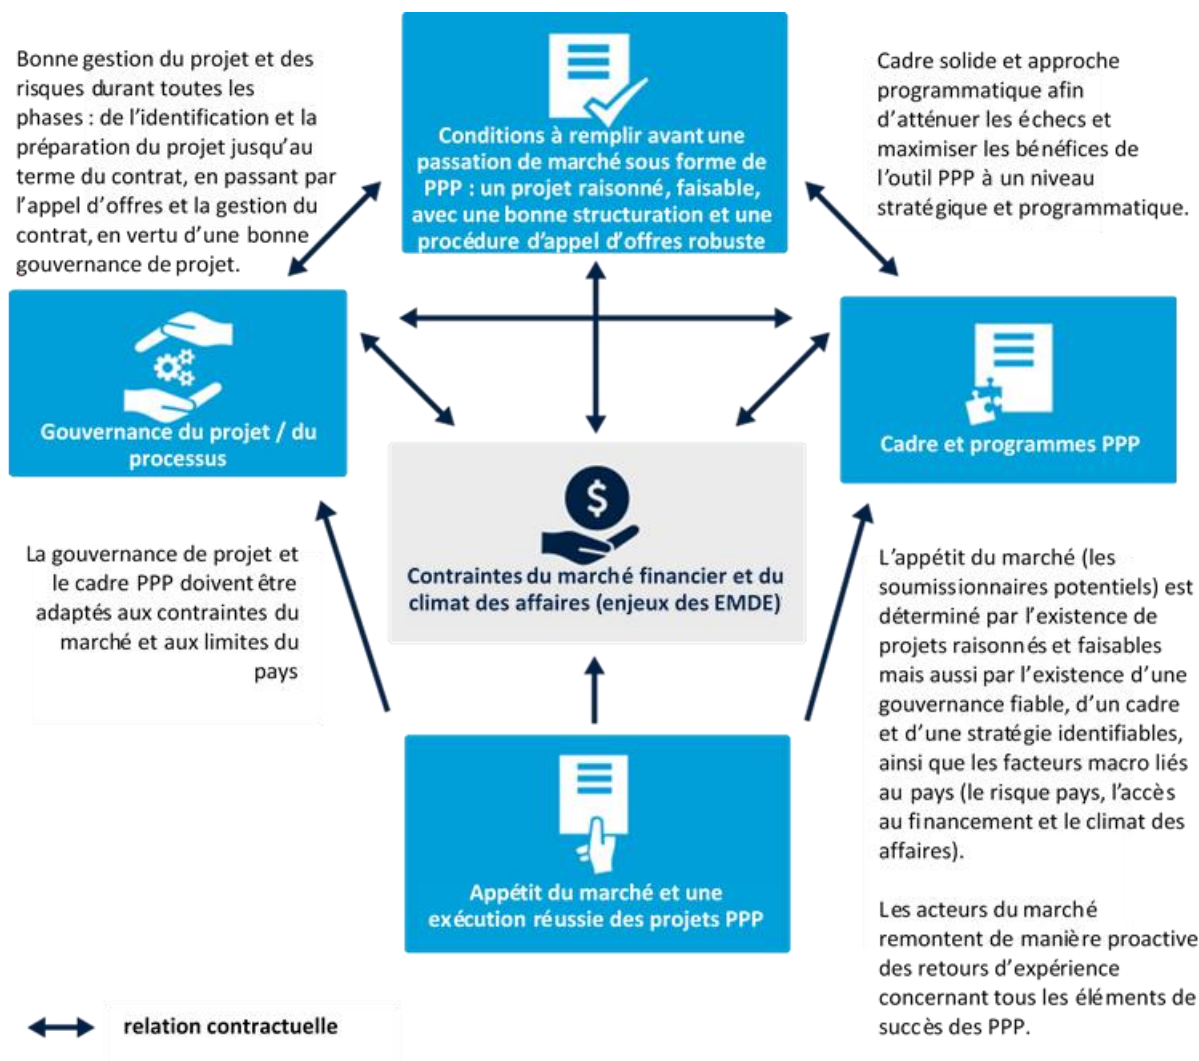 Bonne gestion du projet et des
risques durant toutes les
phases : de l'identification et la
préparation du projet jusqu'au
terme du contrat, en passant par
l'appel d'offres et la gestion du
contrat, en vertu d'une bonne
gouvernance de projet.
Conditions à remplir avant une
passation de marché sous forme de
PPP : un projet raisonné, faisable,
avec une bonne structuration et une
procédure d'appel d'offres robuste
Cadre solide et approche
programmatique afin
d'atténuer les échecs et
maximiser les bénéfices de
l'outil PPP à un niveau
stratégique et programmatique.
Gouvernance du projet / du
processus
Cadre et programmes PPP
$
Contraintes du marché financier et du
climat des affaires (enjeux des EMDE)
La gouvernance de projet et
le cadre PPP doivent être
adaptés aux contraintes du
marché et aux limites du
pays
L'appétit du marché (les
soumissionnaires potentiels) est
déterminé par l'existence de
projets raisonnés et faisables
mais aussi par l'existence d'une
gouvernance fiable, d'un cadre
et d'une stratégie identifiables,
ainsi que les facteurs macro liés
au pays (le risque pays, l'accès
au financement et le climat des
affaires).
Appétit du marché et une
exécution réussie des projets PPP
Les acteurs du marché
remontent de manière proactive
des retours d'expérience
concernant tous les éléments de
succès des PPP.
relation contractuelle